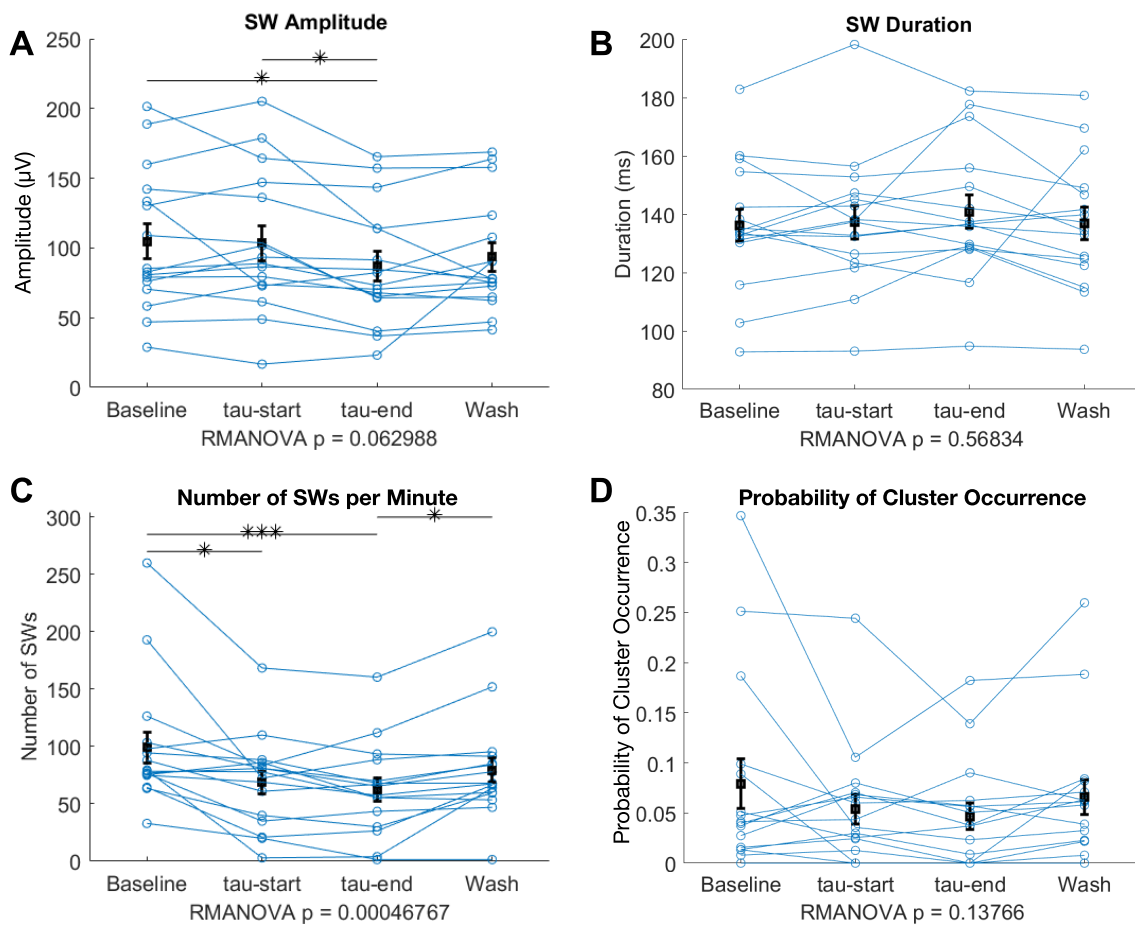 A
SW Amplitude
250
200
150
100
50
0
Amplitude (µV)
Baseline tau-start tau-end Wash
RMANOVA p = 0.062988
B
SW Duration
200
180
160
140
120
100
80
Duration (ms)
Baseline tau-start tau-end Wash
RMANOVA p = 0.56834
C
Number of SWs per Minute
300
250
200
150
100
50
0
Number of SWs
Baseline tau-start tau-end Wash
RMANOVA p = 0.00046767
D
Probability of Cluster Occurrence
0.35
0.3
0.25
0.2
0.15
0.1
0.05
0
Probability of Cluster Occurrence
Baseline tau-start tau-end Wash
RMANOVA p = 0.13766